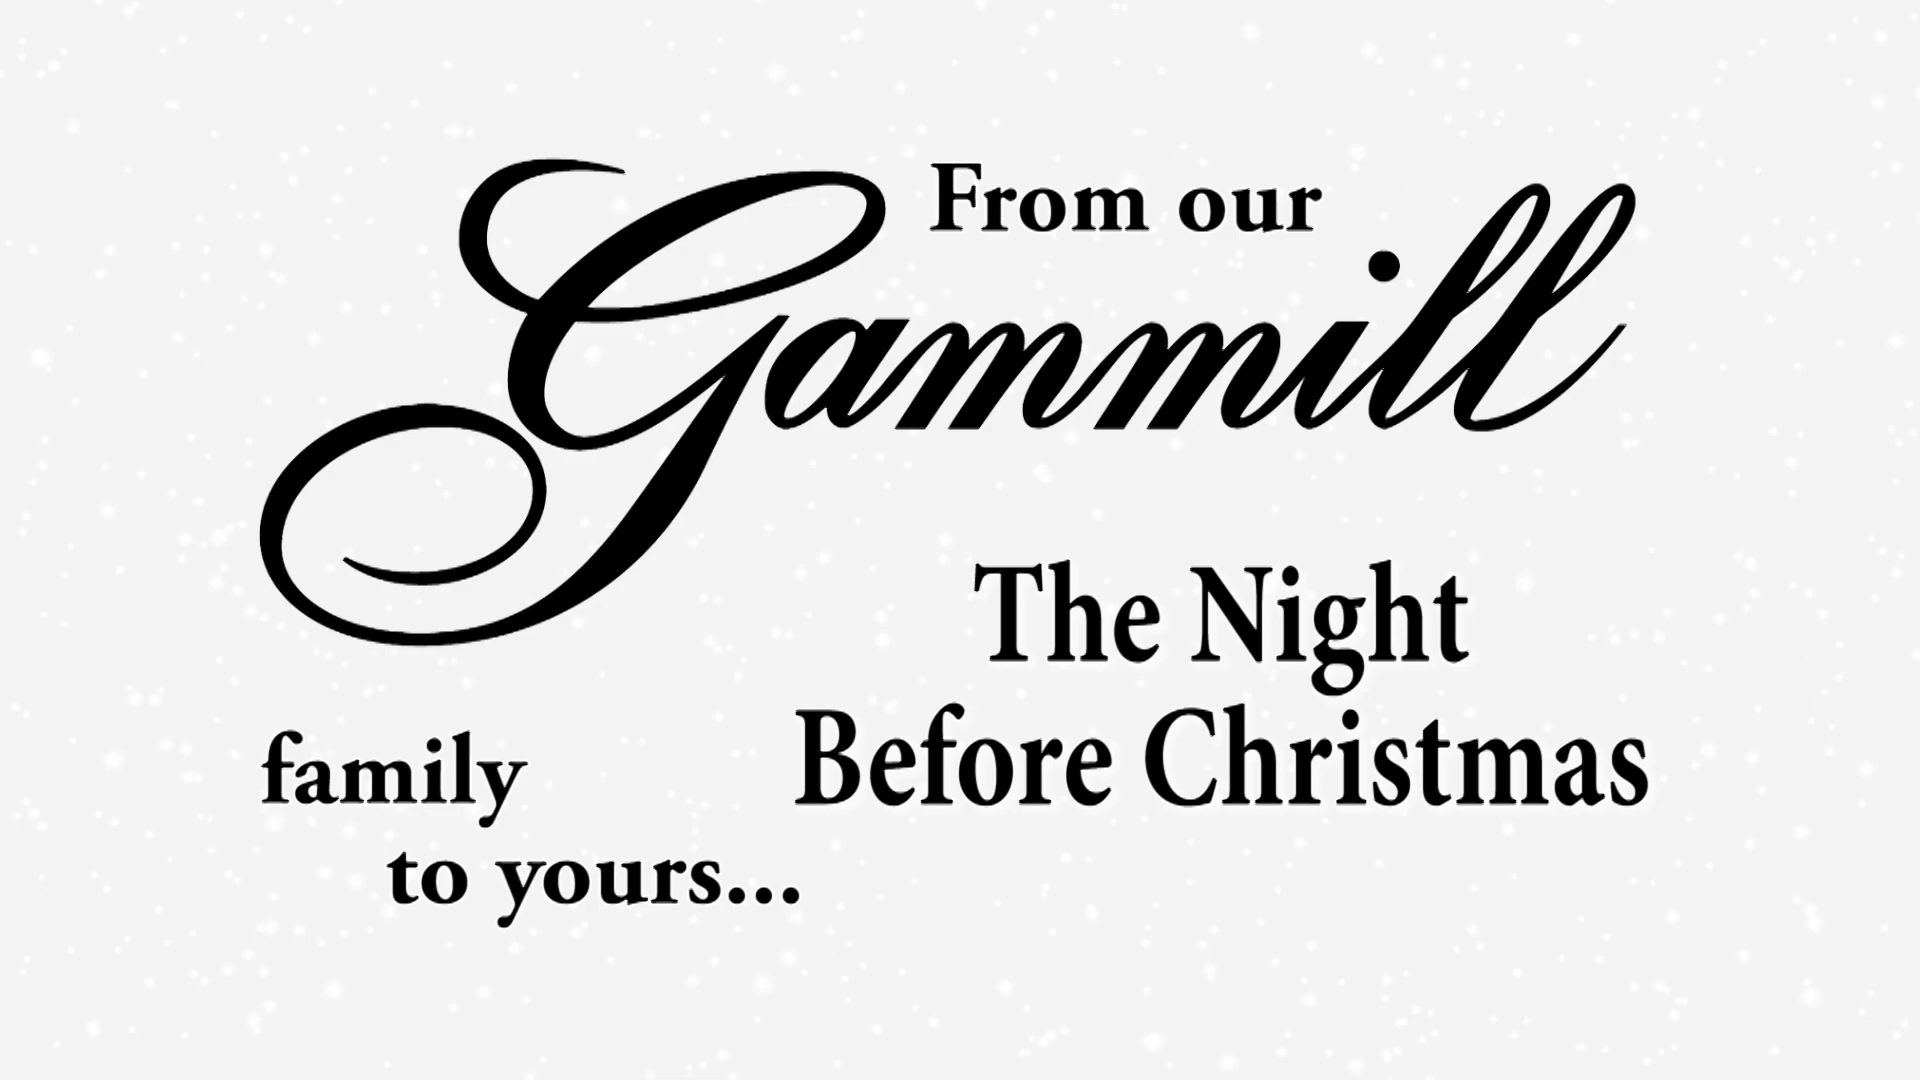 From our
Gammill
family
to yours...
The Night
Before Christmas